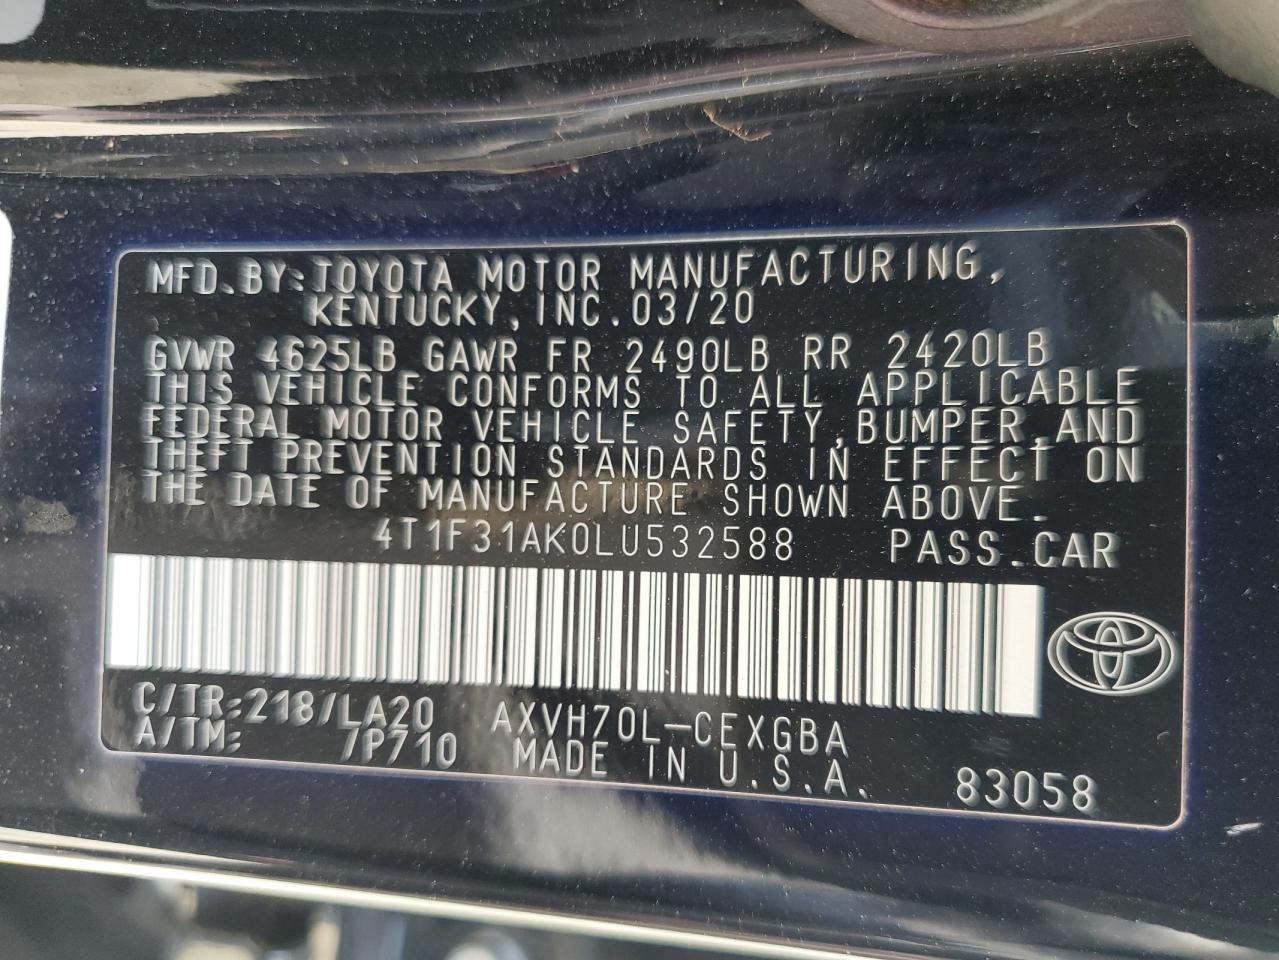 MFD.BY:TOYOTA MOTOR MANUFACTURING,
KENTUCKY,INC.03/20
GVWR 4625LB GAWR FR 2490LB RR 2420LB
THIS VEHICLE CONFORMS TO ALL APPLICABLE
FEDERAL MOTOR VEHICLE SAFETY,BUMPER,AND
THEFT PREVENTION STANDARDS IN EFFECT ON
THE DATE OF MANUFACTURE SHOWN ABOVE.
4T1F31AK0LU532588 PASS.CAR
C/TR:218/LA20 AXVH70L-CEXGBA
A/TM: /P710 MADE IN U.S.A. 83058